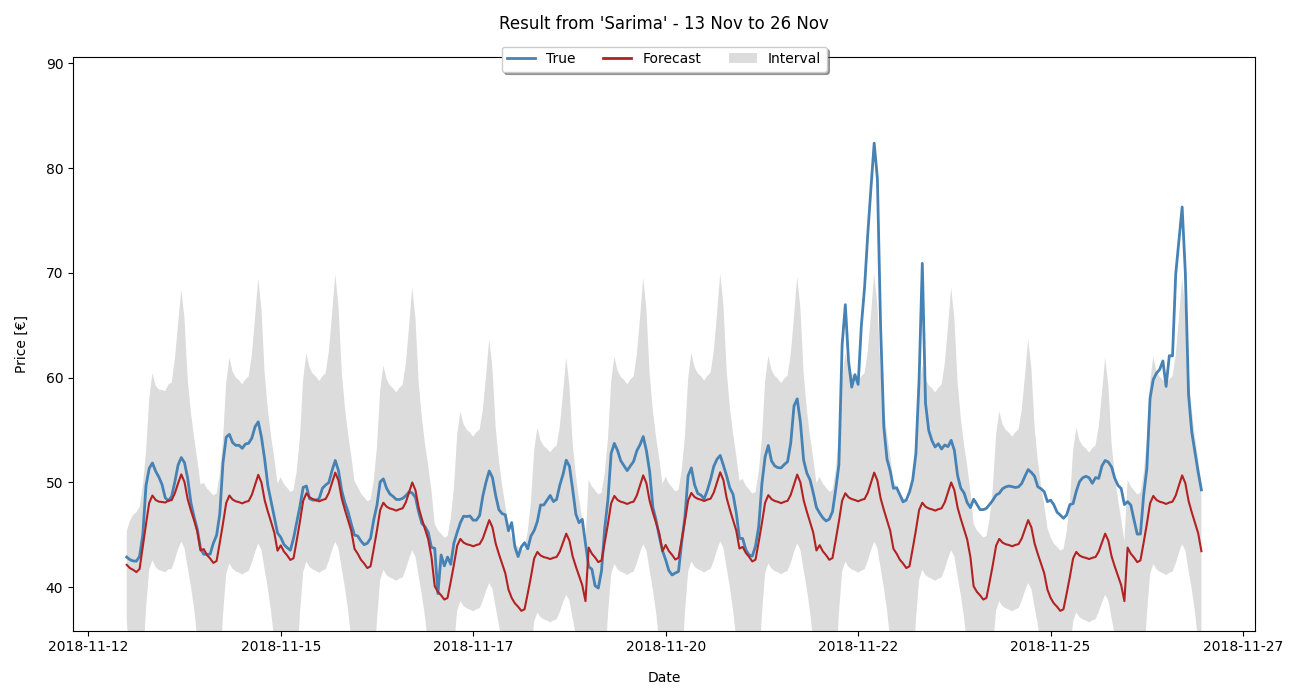 Result from 'Sarima' - 13 Nov to 26 Nov
True Forecast Interval
90
80
70
60
50
40
Price [€]
2018-11-12 2018-11-15 2018-11-17 2018-11-20 2018-11-22 2018-11-25 2018-11-27
Date